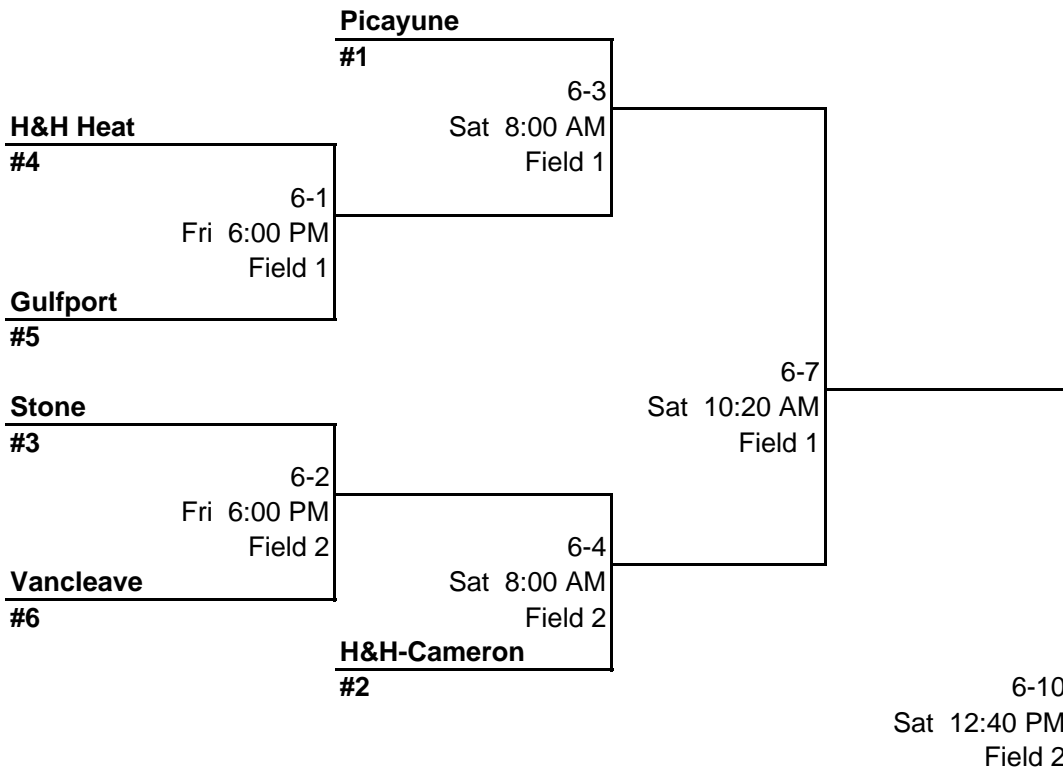 Picayune
#1
6-3
Sat 8:00 AM
Field 1
H&H Heat
#4
6-1
Fri 6:00 PM
Field 1
Gulfport
#5
6-7
Sat 10:20 AM
Field 1
Stone
#3
6-2
Fri 6:00 PM
Field 2
Vancleave
#6
6-4
Sat 8:00 AM
Field 2
H&H-Cameron
#2
6-10
Sat 12:40 PM
Field 2